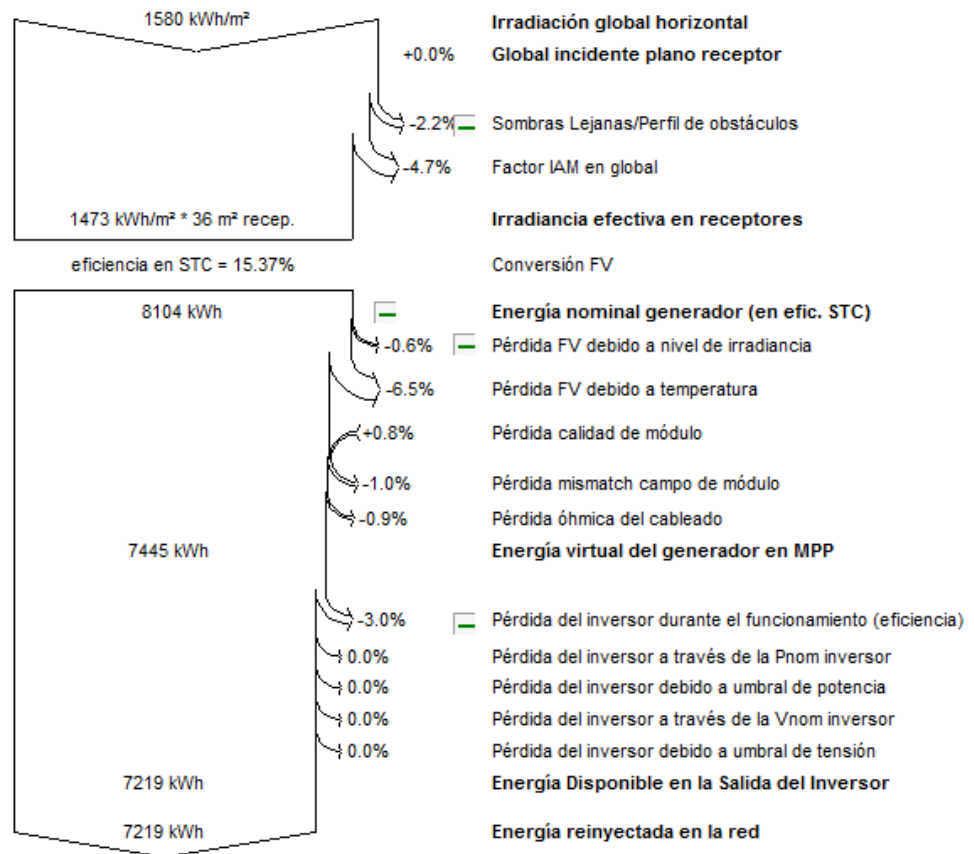 1580 kWh/m² Irradiación global horizontal
+0.0% Global incidente plano receptor
-2.2% Sombras Lejanas/Perfil de obstáculos
-4.7% Factor IAM en global
1473 kWh/m² * 36 m² recep. Irradiancia efectiva en receptores
eficiencia en STC = 15.37% Conversión FV
8104 kWh Energía nominal generador (en efic. STC)
-0.6% Pérdida FV debido a nivel de irradiancia
-6.5% Pérdida FV debido a temperatura
+0.8% Pérdida calidad de módulo
-1.0% Pérdida mismatch campo de módulo
-0.9% Pérdida óhmica del cableado
7445 kWh Energía virtual del generador en MPP
-3.0% Pérdida del inversor durante el funcionamiento (eficiencia)
0.0% Pérdida del inversor a través de la Pnom inversor
0.0% Pérdida del inversor debido a umbral de potencia
0.0% Pérdida del inversor a través de la Vnom inversor
0.0% Pérdida del inversor debido a umbral de tensión
7219 kWh Energía Disponible en la Salida del Inversor
7219 kWh Energía reinyectada en la red